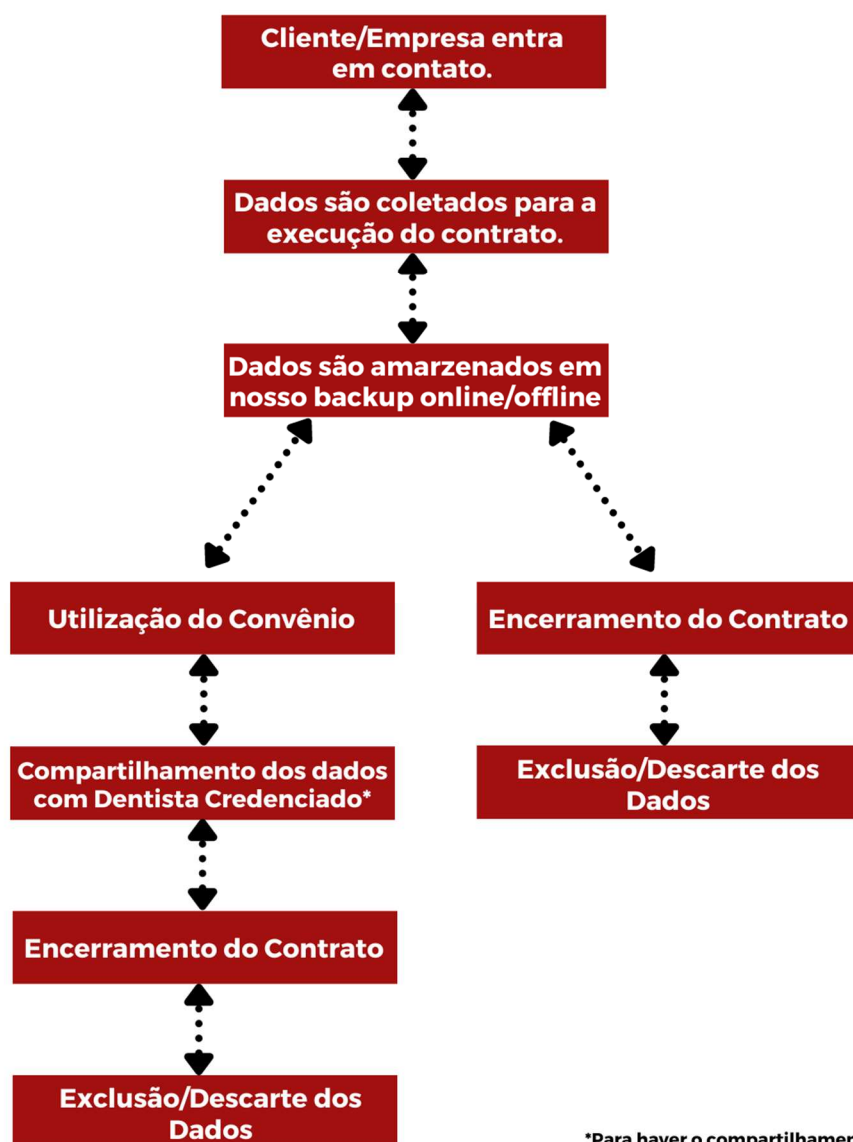 Cliente/Empresa entra
em contato.
Dados são coletados para a
execução do contrato.
Dados são amarzenados em
nosso backup online/offline
Utilização do Convênio
Encerramento do Contrato
Compartilhamento dos dados
com Dentista Credenciado*
Exclusão/Descarte dos
Dados
Encerramento do Contrato
Exclusão/Descarte dos
Dados
*Para haver o